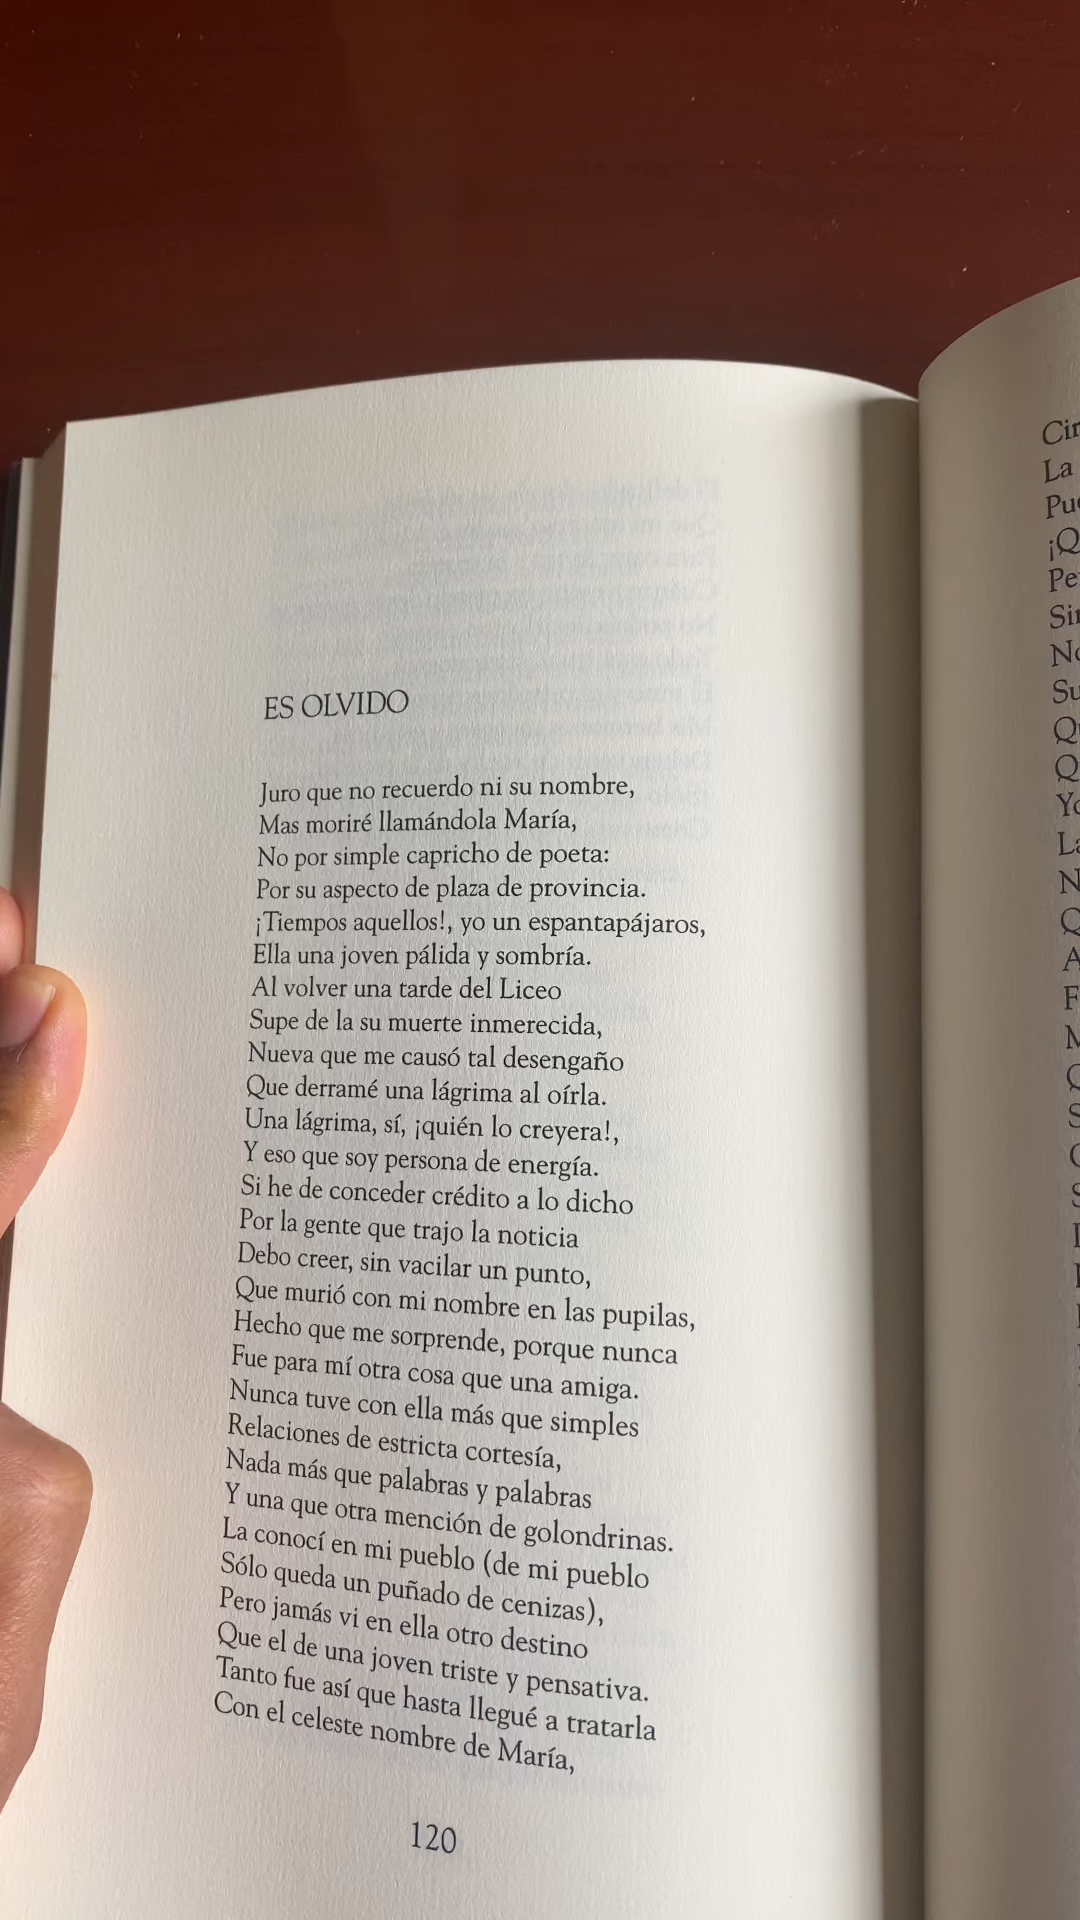 ES OLVIDO
Juro que no recuerdo ni su nombre,
Mas moriré llamándola María,
No por simple capricho de poeta:
Por su aspecto de plaza de provincia.
¡Tiempos aquellos!, yo un espantapájaros,
Ella una joven pálida y sombría.
Al volver una tarde del Liceo
Supe de la su muerte inmerecida,
Nueva que me causó tal desengaño
Que derramé una lágrima al oírla.
Una lágrima, sí, ¡quién lo creyera!,
Y eso que soy persona de energía.
Si he de conceder crédito a lo dicho
Por la gente que trajo la noticia
Debo creer, sin vacilar un punto,
Que murió con mi nombre en las pupilas,
Hecho que me sorprende, porque nunca
Fue para mí otra cosa que una amiga.
Nunca tuve con ella más que simples
Relaciones de estricta cortesía,
Nada más que palabras y palabras
Y una que otra mención de golondrinas.
La conocí en mi pueblo (de mi pueblo
Sólo queda un puñado de cenizas),
Pero jamás vi en ella otro destino
Que el de una joven triste y pensativa.
Tanto fue así que hasta llegué a tratarla
Con el celeste nombre de María,
120
La